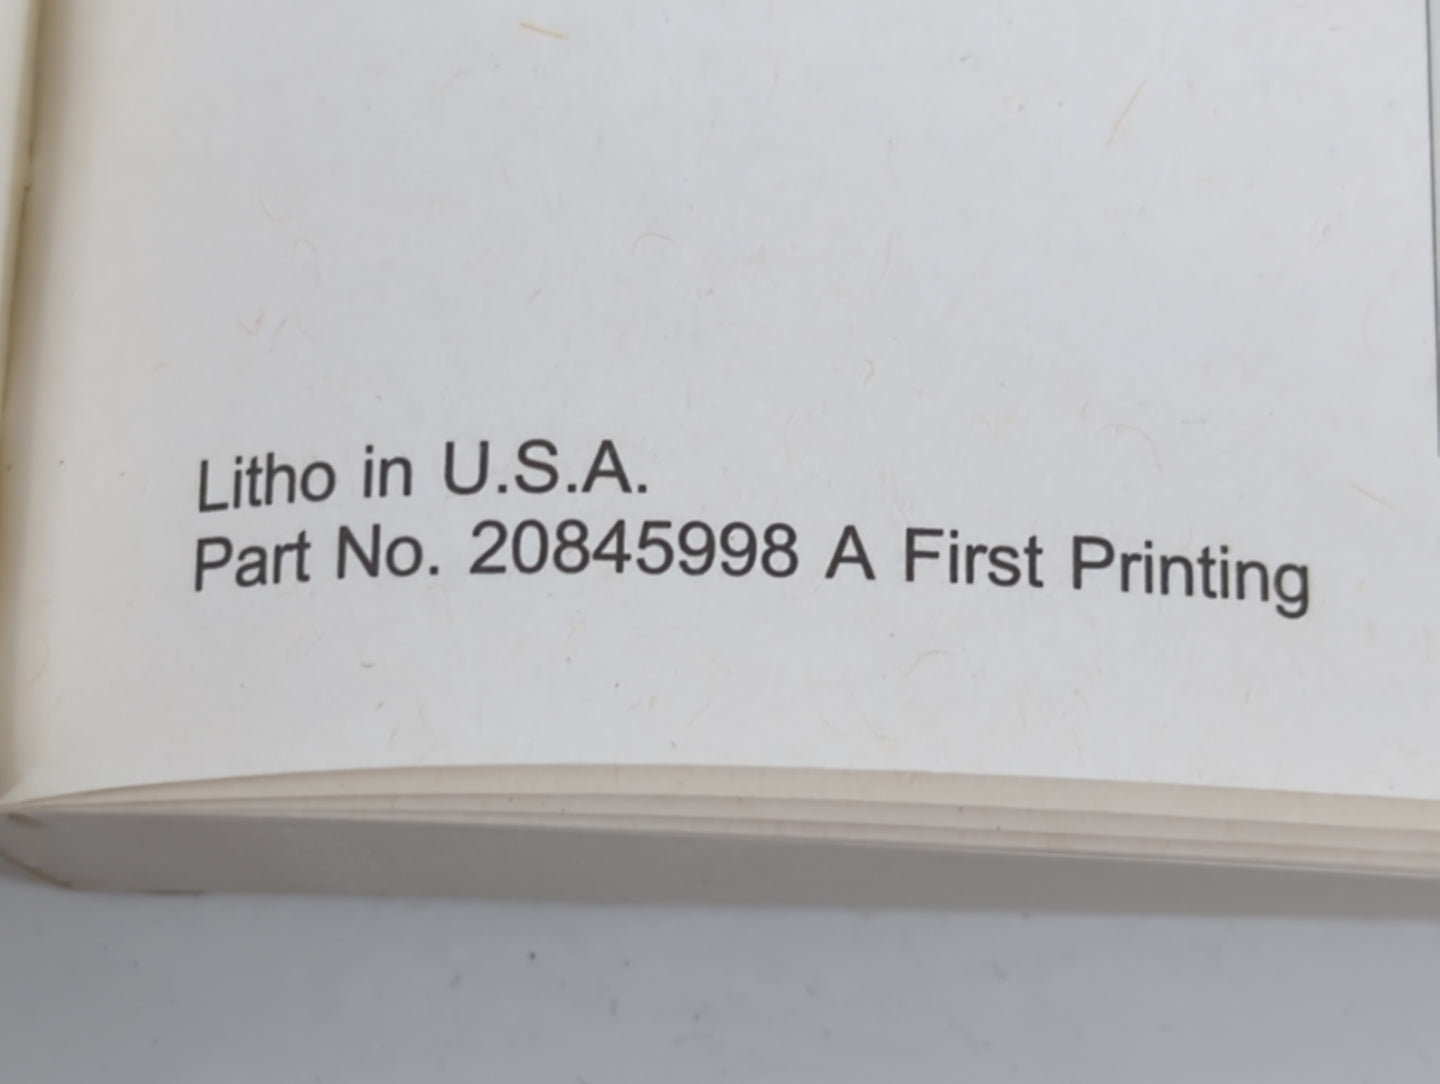 Litho in U.S.A.
Part No. 20845998 A First Printing